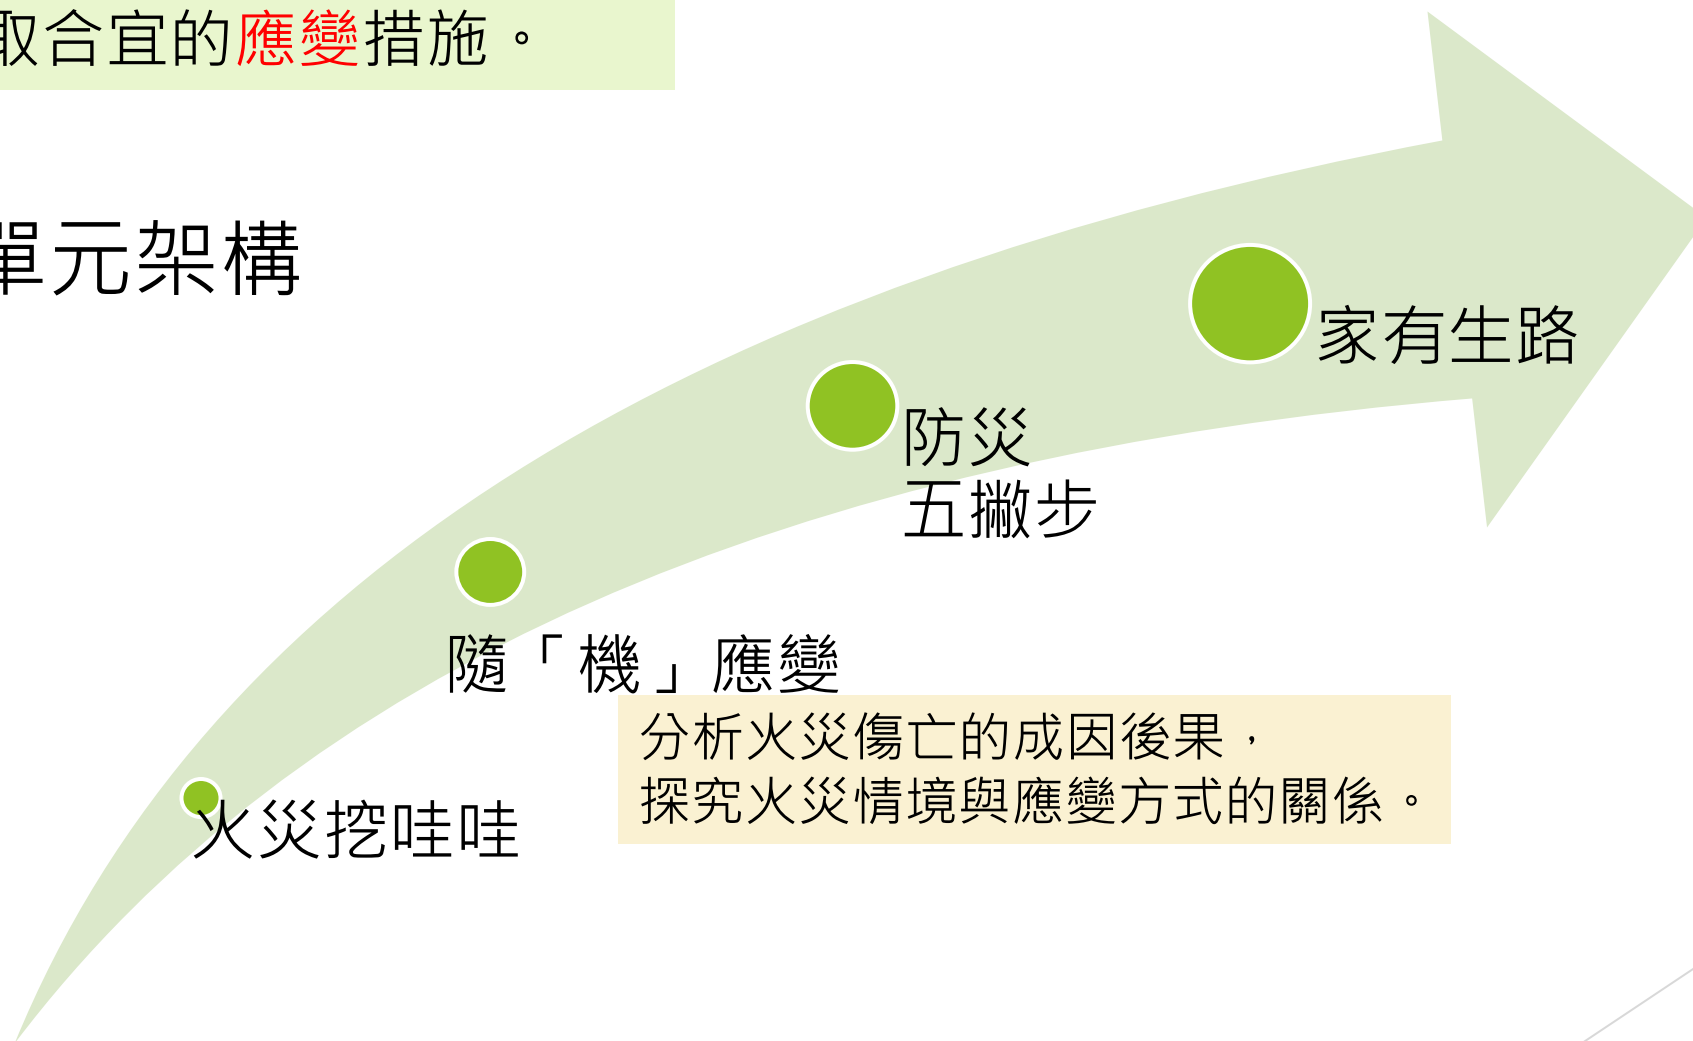 取合宜的應變措施。
單元架構
家有生路
防災
五撇步
隨「機」應變
分析火災傷亡的成因後果，
探究火災情境與應變方式的關係。
火災挖哇哇